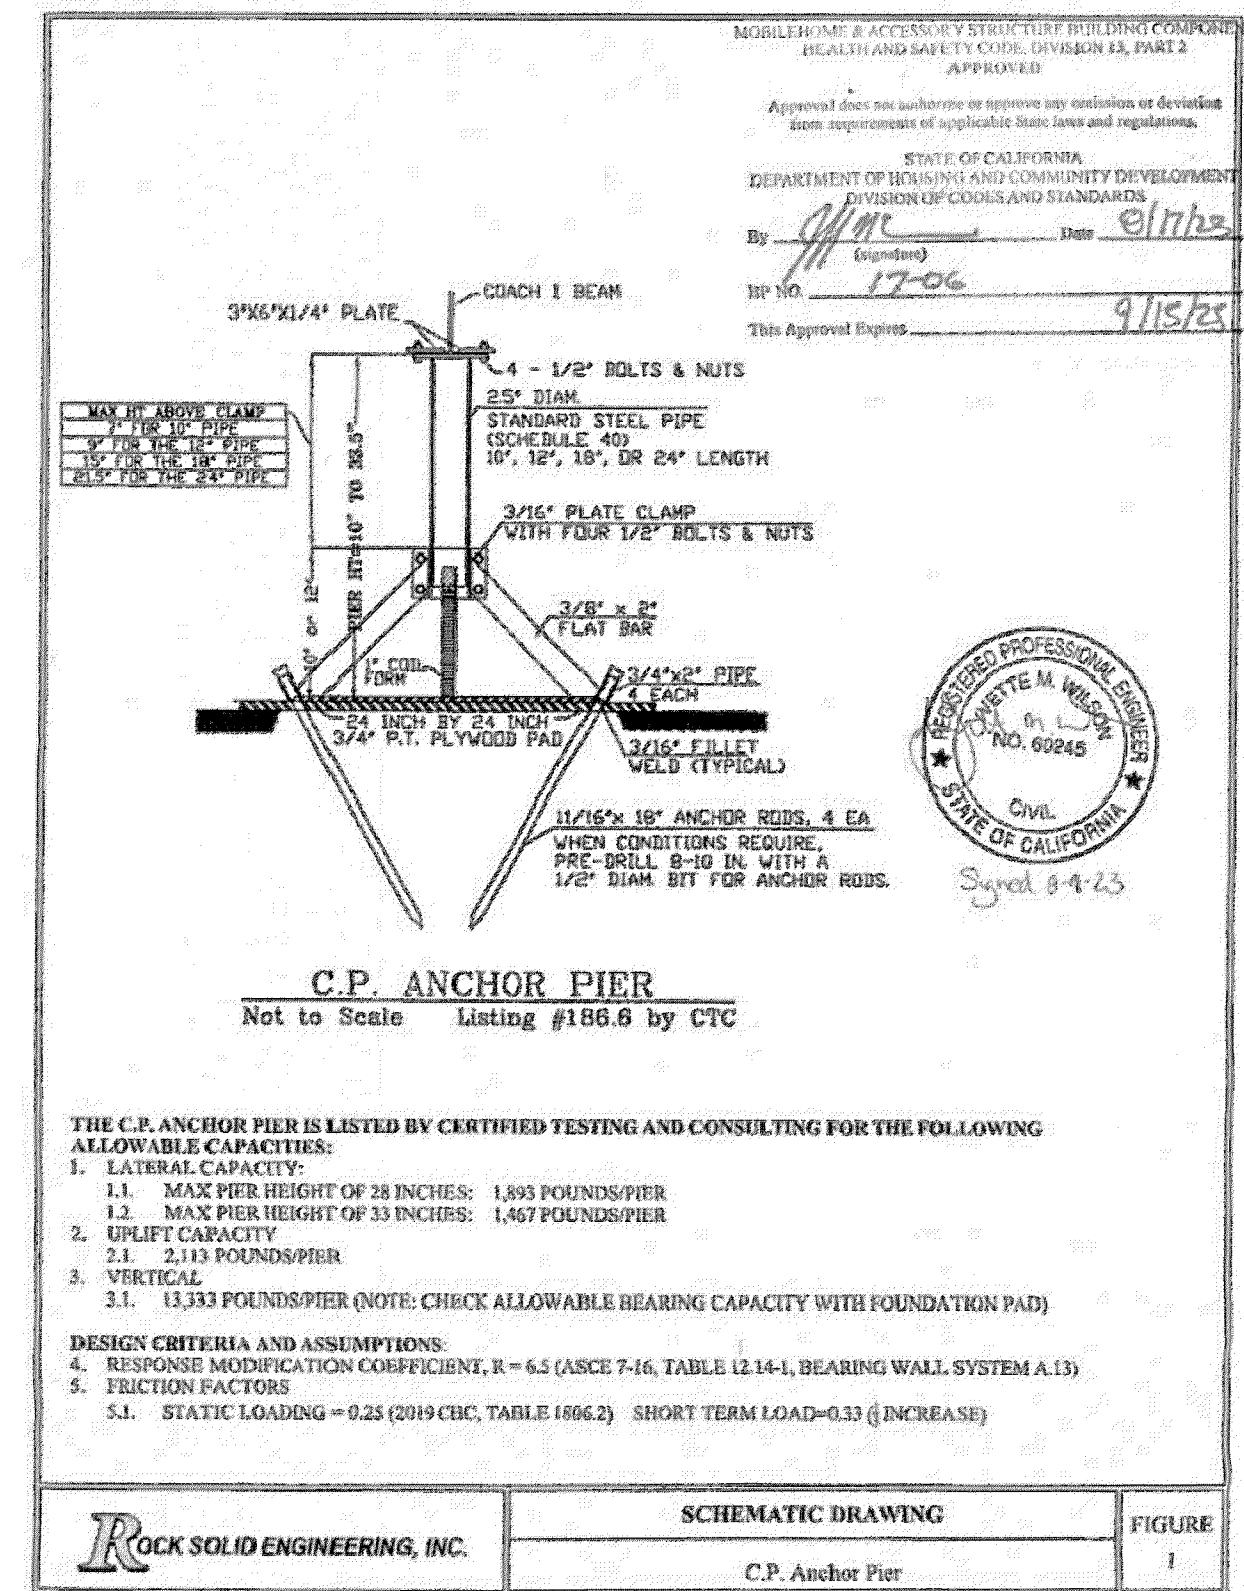 MOBILEHOME & ACCESSORY STRUCTURE BUILDING COMPONE
HEALTH AND SAFETY CODE, DIVISION 13, PART 2
APPROVED
Approval does not authorize or approve any omission or deviation
from requirements of applicable State laws and regulations.
STATE OF CALIFORNIA
DEPARTMENT OF HOUSING AND COMMUNITY DEVELOPMENT
DIVISION OF CODES AND STANDARDS
By Date 8/17/23
(signature)
BP NO. 17-06
This Approval Expires 9/15/25
COACH I BEAM
3"X6"X1/4" PLATE
4 - 1/2" BOLTS & NUTS
2.5" DIAM.
STANDARD STEEL PIPE
(SCHEDULE 40)
10", 12", 18", OR 24" LENGTH
MAX HT ABOVE CLAMP
7" FOR 10" PIPE
9" FOR THE 12" PIPE
15" FOR THE 18" PIPE
21.5" FOR THE 24" PIPE
PIER HT=10" TO 33.5"
10" OR 12"
3/16" PLATE CLAMP
WITH FOUR 1/2" BOLTS & NUTS
3/8" x 2"
FLAT BAR
1" COIL
FORM
3/4"x2" PIPE
4 EACH
24 INCH BY 24 INCH
3/4" P.T. PLYWOOD PAD
3/16" FILLET
WELD (TYPICAL)
11/16"x 18" ANCHOR RODS, 4 EA
WHEN CONDITIONS REQUIRE,
PRE-DRILL 8-10 IN. WITH A
1/2" DIAM. BIT FOR ANCHOR RODS.
REGISTERED PROFESSIONAL ENGINEER
YVETTE M. WILSON
NO. 60245
CIVIL
STATE OF CALIFORNIA
Signed 8-9-23
C.P. ANCHOR PIER
Not to Scale Listing #186.6 by CTC
THE C.P. ANCHOR PIER IS LISTED BY CERTIFIED TESTING AND CONSULTING FOR THE FOLLOWING
ALLOWABLE CAPACITIES:
1. LATERAL CAPACITY:
1.1. MAX PIER HEIGHT OF 28 INCHES: 1,893 POUNDS/PIER
1.2. MAX PIER HEIGHT OF 33 INCHES: 1,467 POUNDS/PIER
2. UPLIFT CAPACITY
2.1. 2,113 POUNDS/PIER
3. VERTICAL
3.1. 13,333 POUNDS/PIER (NOTE: CHECK ALLOWABLE BEARING CAPACITY WITH FOUNDATION PAD)
DESIGN CRITERIA AND ASSUMPTIONS:
4. RESPONSE MODIFICATION COEFFICIENT, R = 6.5 (ASCE 7-16, TABLE 12.14-1, BEARING WALL SYSTEM A.13)
5. FRICTION FACTORS
5.1. STATIC LOADING = 0.25 (2019 CBC, TABLE 1806.2) SHORT TERM LOAD=0.33 (INCREASE)
ROCK SOLID ENGINEERING, INC.
SCHEMATIC DRAWING
C.P. Anchor Pier
FIGURE
1